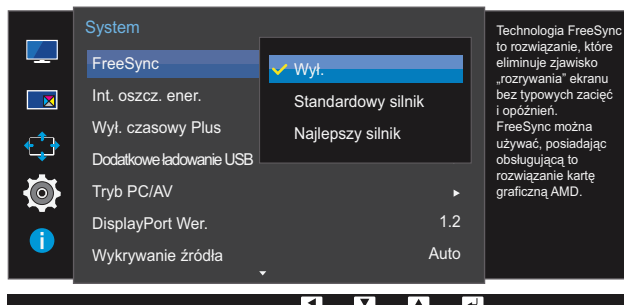 System
FreeSync
Int. oszcz. ener.
Wył. czasowy Plus
Dodatkowe ładowanie USB
Tryb PC/AV
DisplayPort Wer. 1.2
Wykrywanie źródła Auto
Wył.
Standardowy silnik
Najlepszy silnik
Technologia FreeSync
to rozwiązanie, które
eliminuje zjawisko
„rozrywania” ekranu
bez typowych zacięć
i opóźnień.
FreeSync można
używać, posiadając
obsługującą to
rozwiązanie kartę
graficzną AMD.